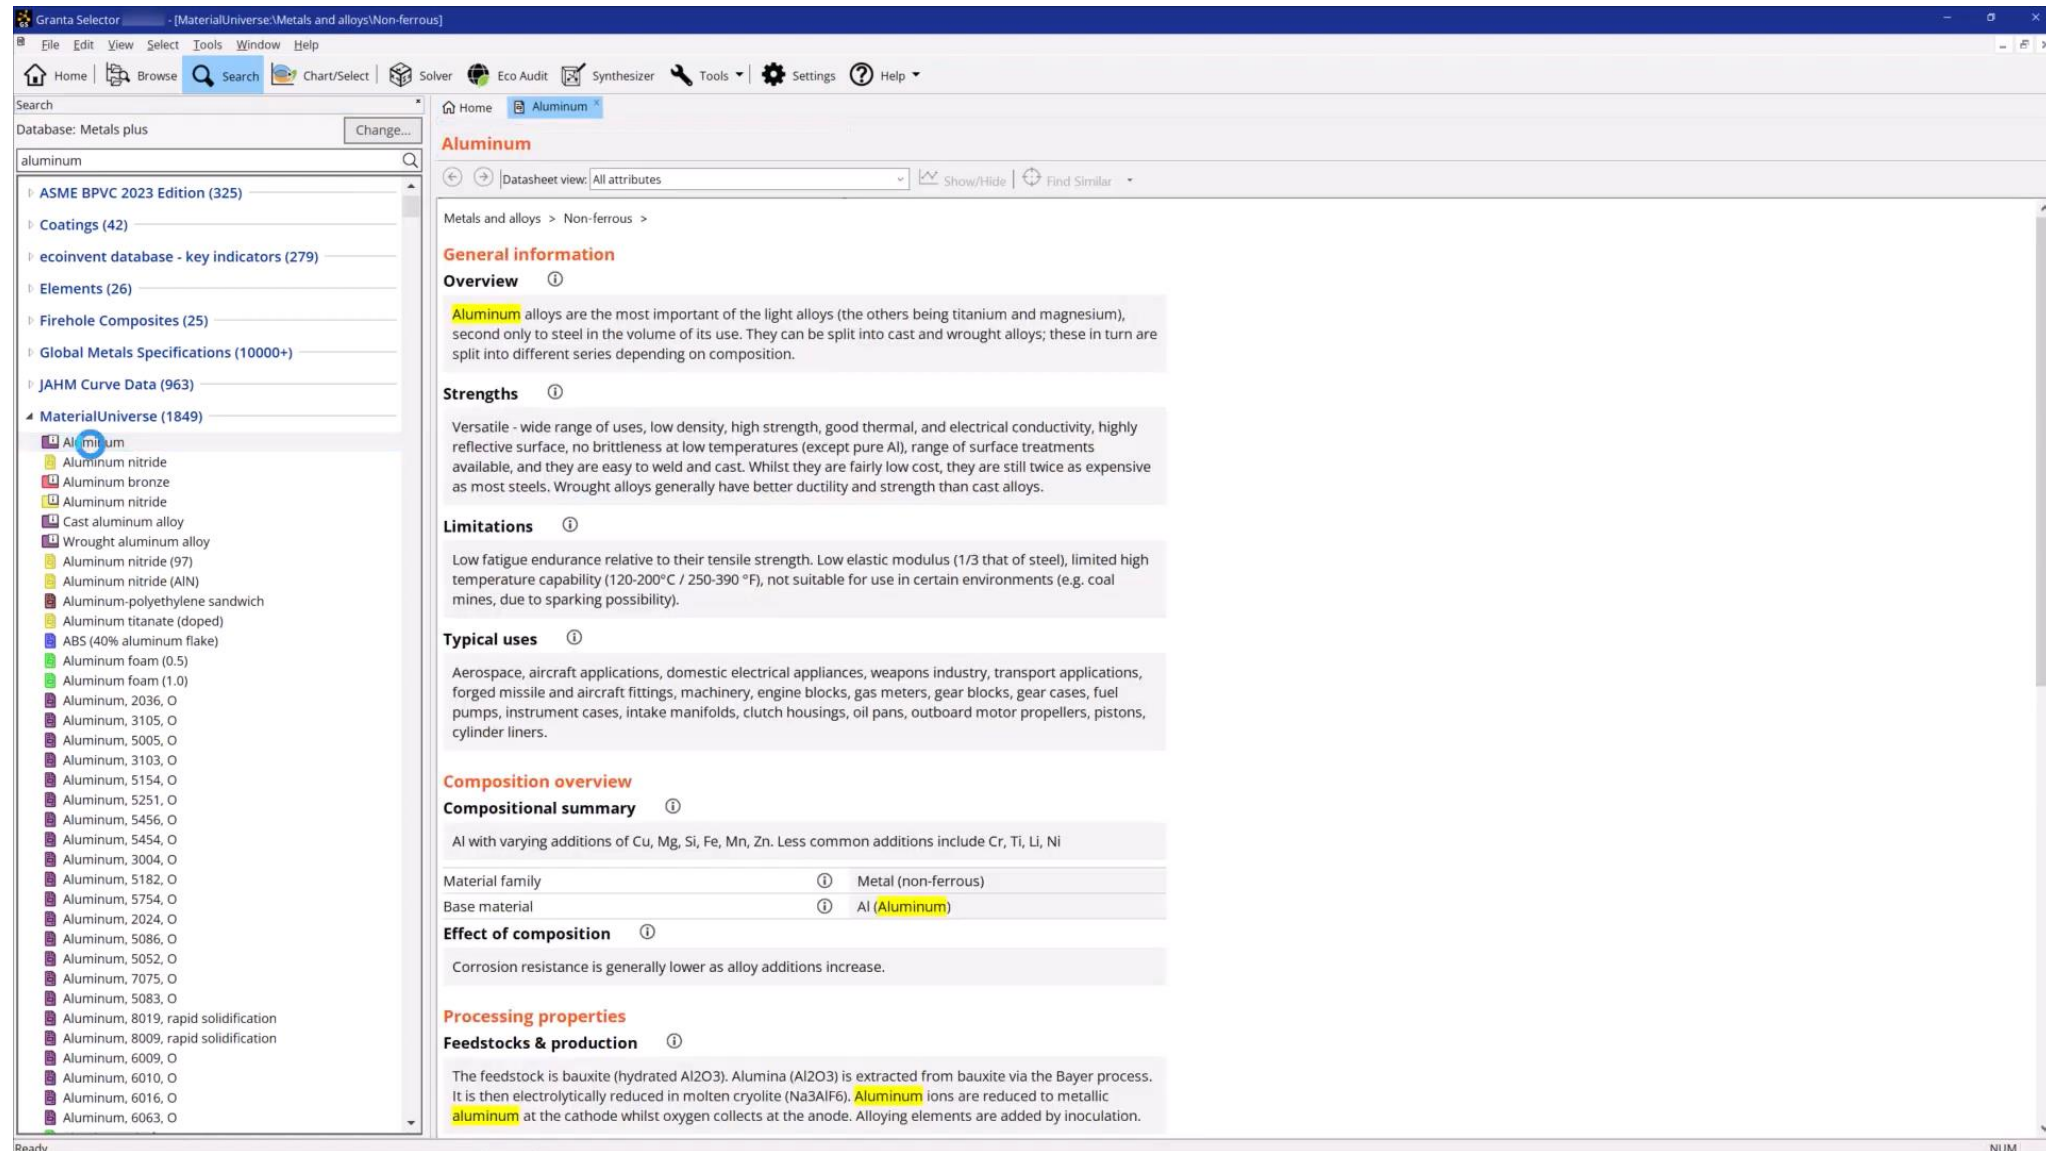 Granta Selector - [MaterialUniverse:\Metals and alloys\Non-ferrous]
File Edit View Select Tools Window Help
Home Browse Search Chart/Select Solver Eco Audit Synthesizer Tools Settings Help
Search
Database: Metals plus Change...
aluminum
ASME BPVC 2023 Edition (325)
Coatings (42)
ecoinvent database - key indicators (279)
Elements (26)
Firehole Composites (25)
Global Metals Specifications (10000+)
JAHM Curve Data (963)
MaterialUniverse (1849)
Aluminum
Aluminum nitride
Aluminum bronze
Aluminum nitride
Cast aluminum alloy
Wrought aluminum alloy
Aluminum nitride (97)
Aluminum nitride (AlN)
Aluminum-polyethylene sandwich
Aluminum titanate (doped)
ABS (40% aluminum flake)
Aluminum foam (0.5)
Aluminum foam (1.0)
Aluminum, 2036, O
Aluminum, 3105, O
Aluminum, 5005, O
Aluminum, 3103, O
Aluminum, 5154, O
Aluminum, 5251, O
Aluminum, 5456, O
Aluminum, 5454, O
Aluminum, 3004, O
Aluminum, 5182, O
Aluminum, 5754, O
Aluminum, 2024, O
Aluminum, 5086, O
Aluminum, 5052, O
Aluminum, 7075, O
Aluminum, 5083, O
Aluminum, 8019, rapid solidification
Aluminum, 8009, rapid solidification
Aluminum, 6009, O
Aluminum, 6010, O
Aluminum, 6016, O
Aluminum, 6063, O
Home Aluminum
Aluminum
Datasheet view: All attributes Show/Hide Find Similar
Metals and alloys > Non-ferrous >
General information
Overview
Aluminum alloys are the most important of the light alloys (the others being titanium and magnesium),
second only to steel in the volume of its use. They can be split into cast and wrought alloys; these in turn are
split into different series depending on composition.
Strengths
Versatile - wide range of uses, low density, high strength, good thermal, and electrical conductivity, highly
reflective surface, no brittleness at low temperatures (except pure Al), range of surface treatments
available, and they are easy to weld and cast. Whilst they are fairly low cost, they are still twice as expensive
as most steels. Wrought alloys generally have better ductility and strength than cast alloys.
Limitations
Low fatigue endurance relative to their tensile strength. Low elastic modulus (1/3 that of steel), limited high
temperature capability (120-200°C / 250-390 °F), not suitable for use in certain environments (e.g. coal
mines, due to sparking possibility).
Typical uses
Aerospace, aircraft applications, domestic electrical appliances, weapons industry, transport applications,
forged missile and aircraft fittings, machinery, engine blocks, gas meters, gear blocks, gear cases, fuel
pumps, instrument cases, intake manifolds, clutch housings, oil pans, outboard motor propellers, pistons,
cylinder liners.
Composition overview
Compositional summary
Al with varying additions of Cu, Mg, Si, Fe, Mn, Zn. Less common additions include Cr, Ti, Li, Ni
Material family Metal (non-ferrous)
Base material Al (Aluminum)
Effect of composition
Corrosion resistance is generally lower as alloy additions increase.
Processing properties
Feedstocks & production
The feedstock is bauxite (hydrated Al2O3). Alumina (Al2O3) is extracted from bauxite via the Bayer process.
It is then electrolytically reduced in molten cryolite (Na3AlF6). Aluminum ions are reduced to metallic
aluminum at the cathode whilst oxygen collects at the anode. Alloying elements are added by inoculation.
Ready NUM